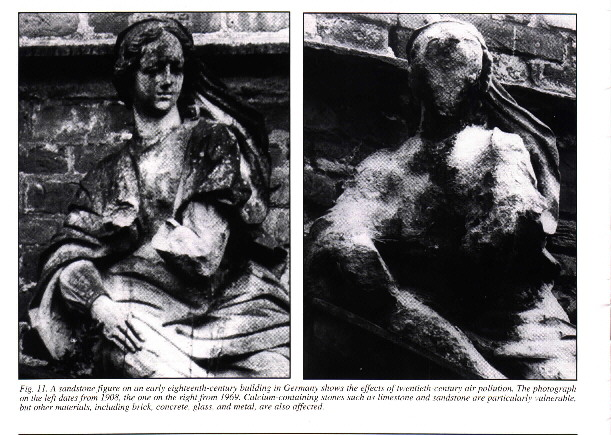 Fig. 11. A sandstone figure on an early eighteenth-century building in Germany shows the effects of twentieth century air pollution. The photograph
on the left dates from 1908, the one on the right from 1969. Calcium-containing stones such as limestone and sandstone are particularly vulnerable,
but other materials, including brick, concrete, glass, and metal, are also affected.